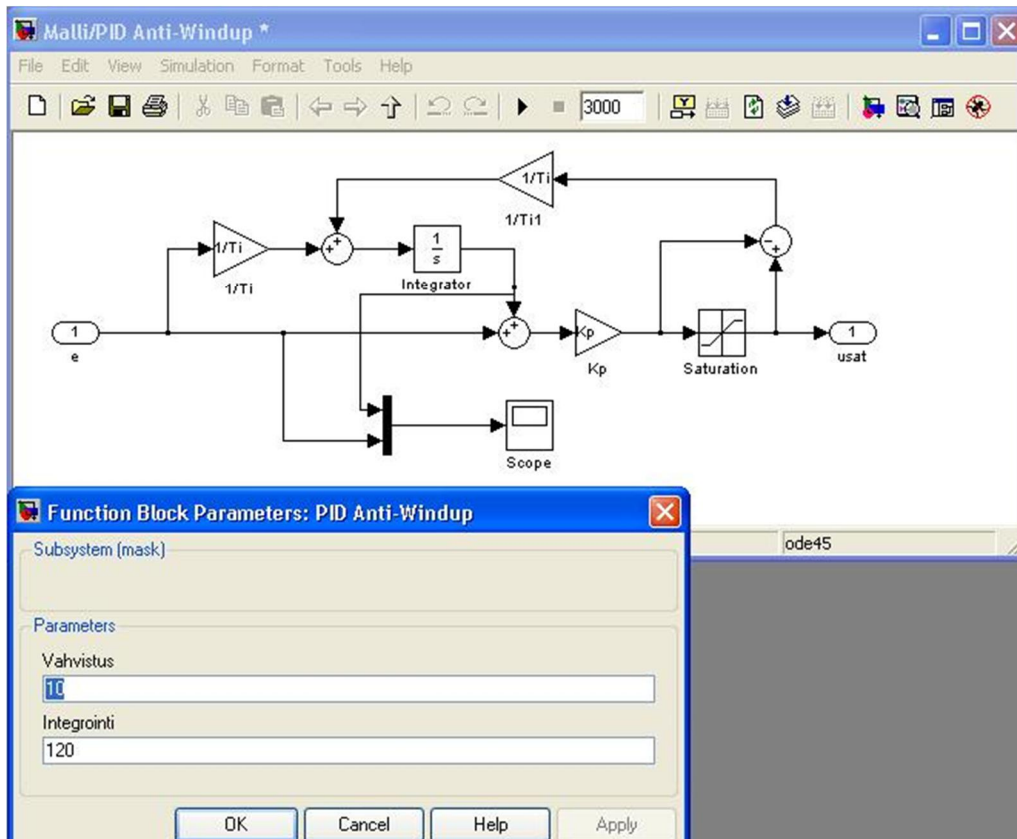 Malli/PID Anti-Windup *
File Edit View Simulation Format Tools Help
3000
1/Ti
1/Ti1
1/Ti
1/Ti
+
+
1
s
Integrator
-
+
1
e
+
+
Kp
Kp
Saturation
1
usat
Scope
Function Block Parameters: PID Anti-Windup
ode45
Subsystem (mask)
Parameters
Vahvistus
10
Integrointi
120
OK Cancel Help Apply